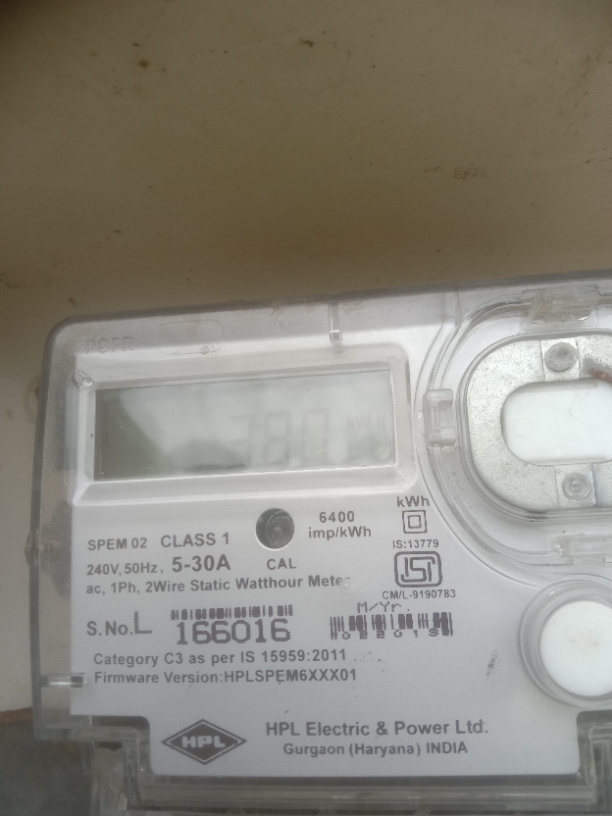 380
kWh
6400
imp/kWh
SPEM 02 CLASS 1
240V,50Hz, 5-30A CAL
IS:13779
ac, 1Ph, 2Wire Static Watthour Meter
CM/L-9190783
M/Yr.
S.No.L 166016
Category C3 as per IS 15959:2011
Firmware Version:HPLSPEM6XXX01
HPL
HPL Electric & Power Ltd.
Gurgaon (Haryana) INDIA